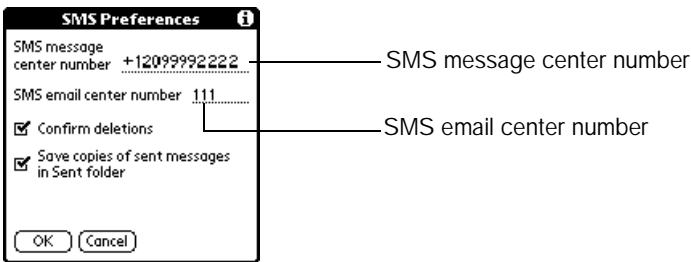 SMS Preferences i
SMS message
center number +12099992222
SMS message center number
SMS email center number 111
SMS email center number
Confirm deletions
Save copies of sent messages
in Sent folder
OK Cancel